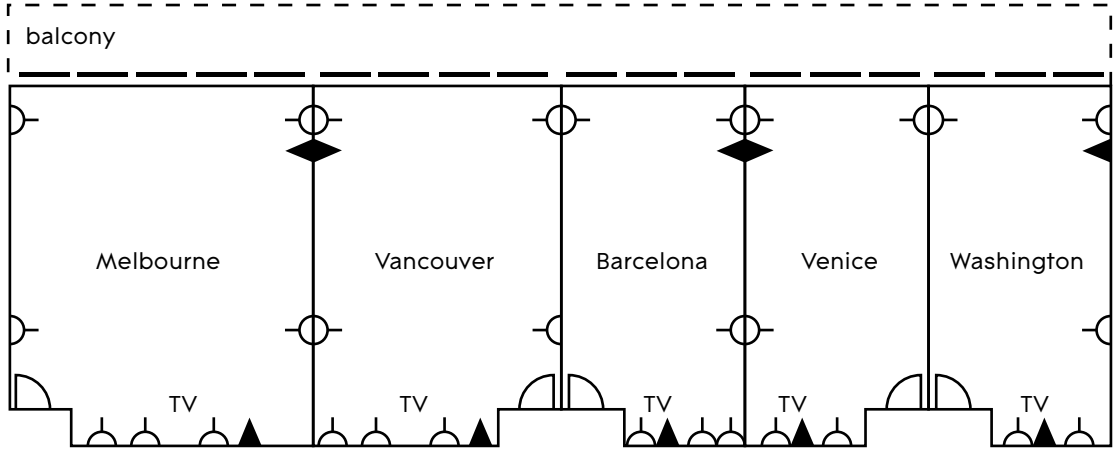 balcony
Melbourne
Vancouver
Barcelona
Venice
Washington
TV
TV
TV
TV
TV